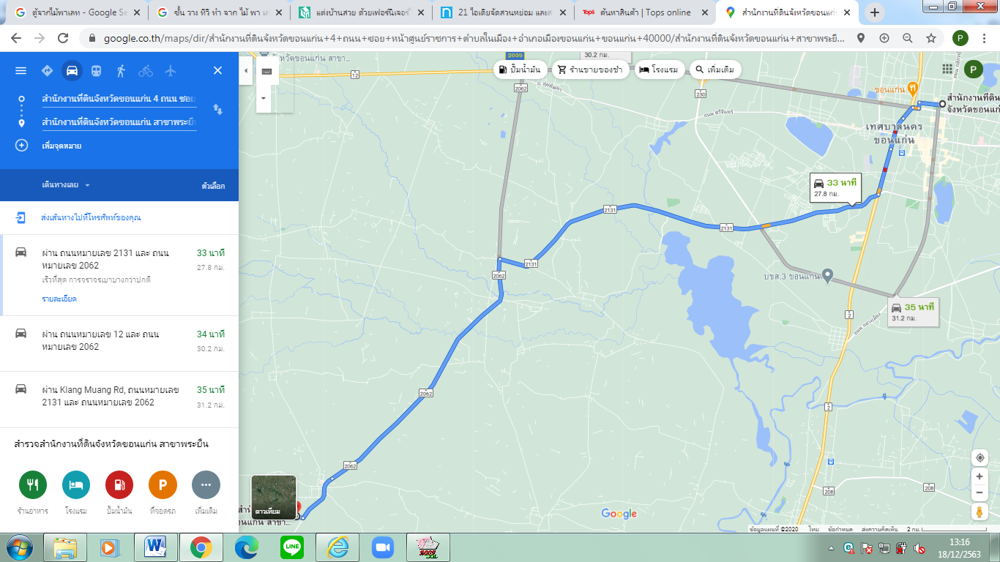 ตู้จากไม้พาเลท - Google Se
ชั้น วาง ทีวี ทำ จาก ไม้ พา เล
แต่งบ้านสวย ด้วยเฟอร์นิเจอร์
21 ไอเดียจัดสวนหย่อม และส
Tops ค้นหาสินค้า | Tops online
สำนักงานที่ดินจังหวัดขอนแก่น
google.co.th/maps/dir/สำนักงานที่ดินจังหวัดขอนแก่น+4+ถนน+ซอย+หน้าศูนย์ราชการ+ตำบลในเมือง+อำเภอเมืองขอนแก่น+ขอนแก่น+40000/สำนักงานที่ดินจังหวัดขอนแก่น+สาขาพระยืน...
P
สำนักงานที่ดินจังหวัดขอนแก่น 4 ถนน ซอย
สำนักงานที่ดินจังหวัดขอนแก่น สาขาพระยืน
เพิ่มจุดหมาย
เดินทางเลย
ตัวเลือก
ส่งเส้นทางไปที่โทรศัพท์ของคุณ
ผ่าน ถนนหมายเลข 2131 และ ถนน
หมายเลข 2062
33 นาที
27.8 กม.
เร็วที่สุด การจราจรเบาบางกว่าปกติ
รายละเอียด
ผ่าน ถนนหมายเลข 12 และ ถนน
หมายเลข 2062
34 นาที
30.2 กม.
ผ่าน Klang Muang Rd, ถนนหมายเลข
2131 และ ถนนหมายเลข 2062
35 นาที
31.2 กม.
สำรวจสำนักงานที่ดินจังหวัดขอนแก่น สาขาพระยืน
ร้านอาหาร
โรงแรม
ปั๊มน้ำมัน
P
ที่จอดรถ
เพิ่มเติม
จังหวัดขอนแก่น สาขา...
12
2009
2062
30.2 กม.
ปั๊มน้ำมัน
ร้านขายของชำ
โรงแรม
เพิ่มเติม
P
230
ถนน ศรีจันทร์
ขอนแก่น
สำนักงานที่ดิน
จังหวัดขอนแก่
เทศบาลนคร
ขอนแก่น
33 นาที
27.8 กม.
2131
2131
2131
2062
บขส.3 ขอนแก่น
35 นาที
31.2 กม.
2
ถนน กลางเมือง
2062
2
2062
208
208
ดาวเทียม
สำนั
ขอนแก่น สาขา...
Google
ข้อมูลแผนที่ ©2020
ไทย
ข้อกำหนด
ส่งความคิดเห็น
2 กม.
LINE
13:16
18/12/2563